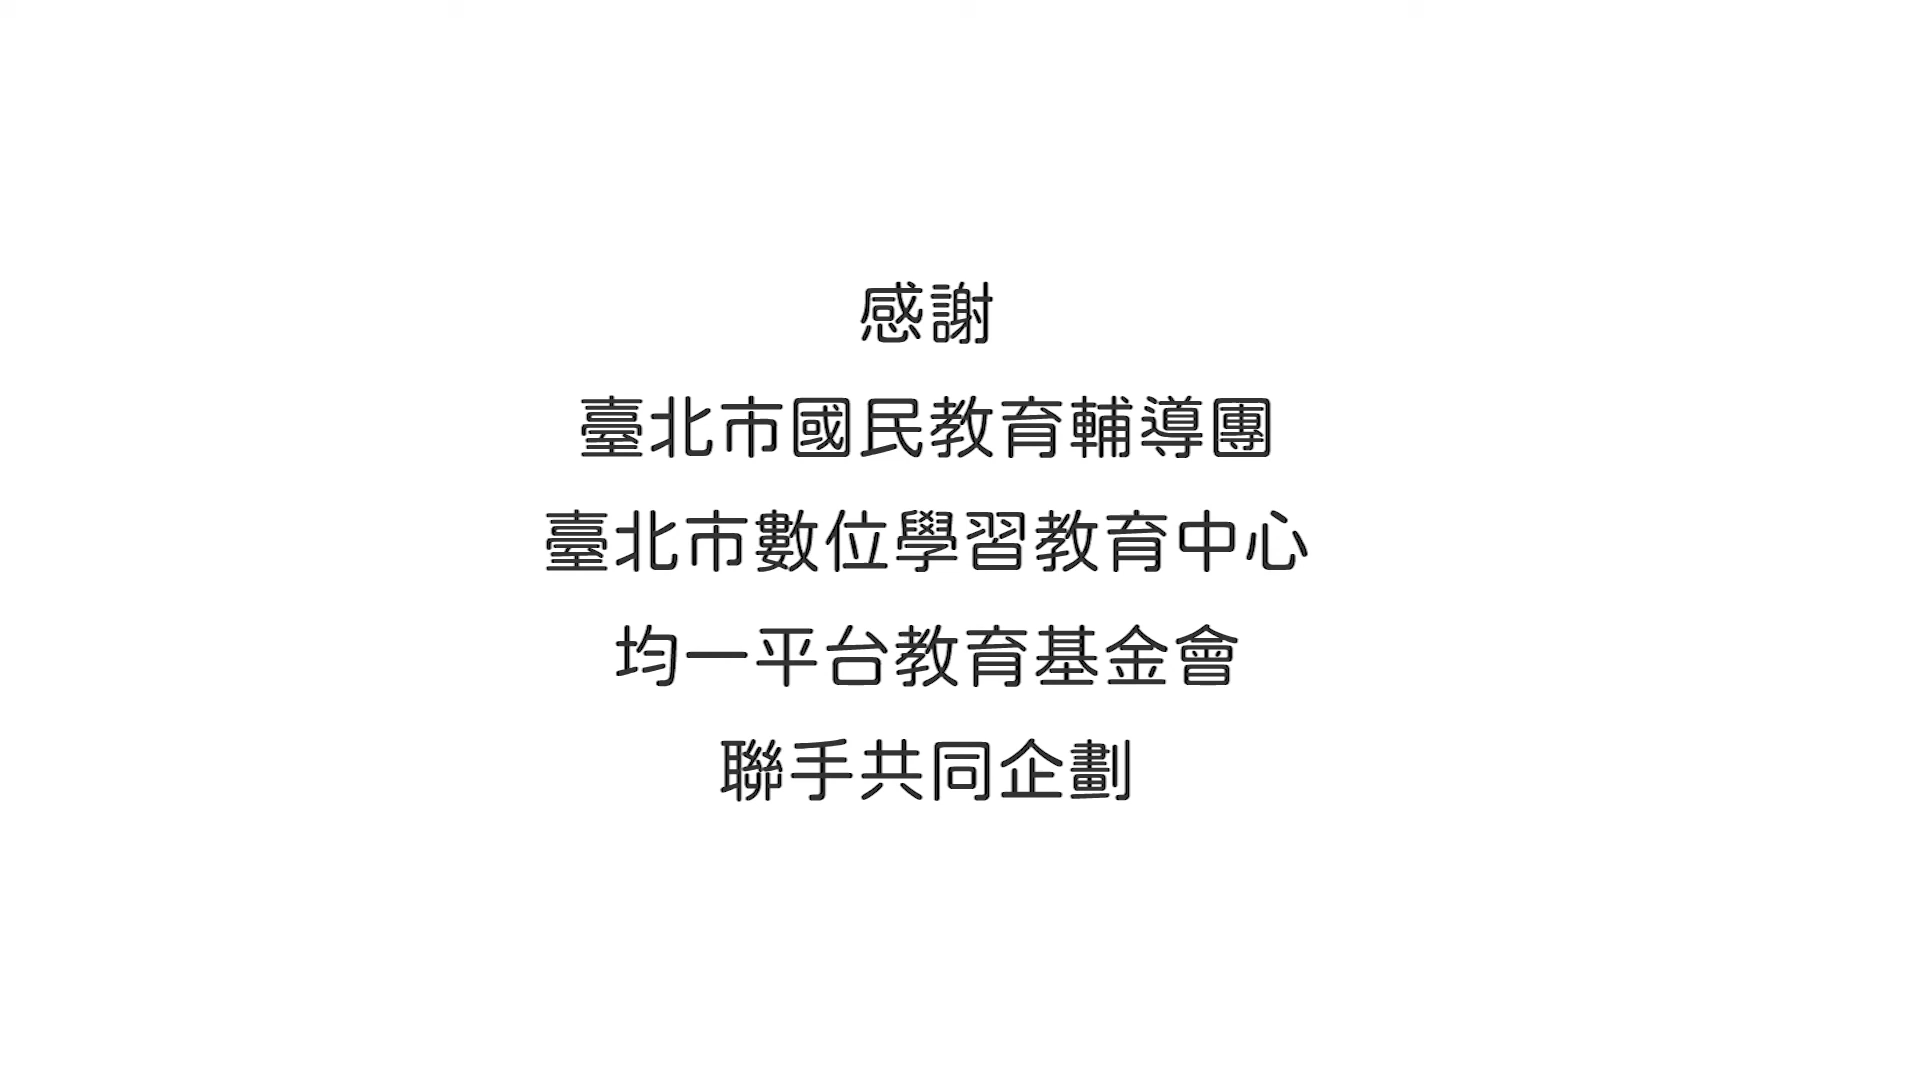 感謝
臺北市國民教育輔導團
臺北市數位學習教育中心
均一平台教育基金會
聯手共同企劃